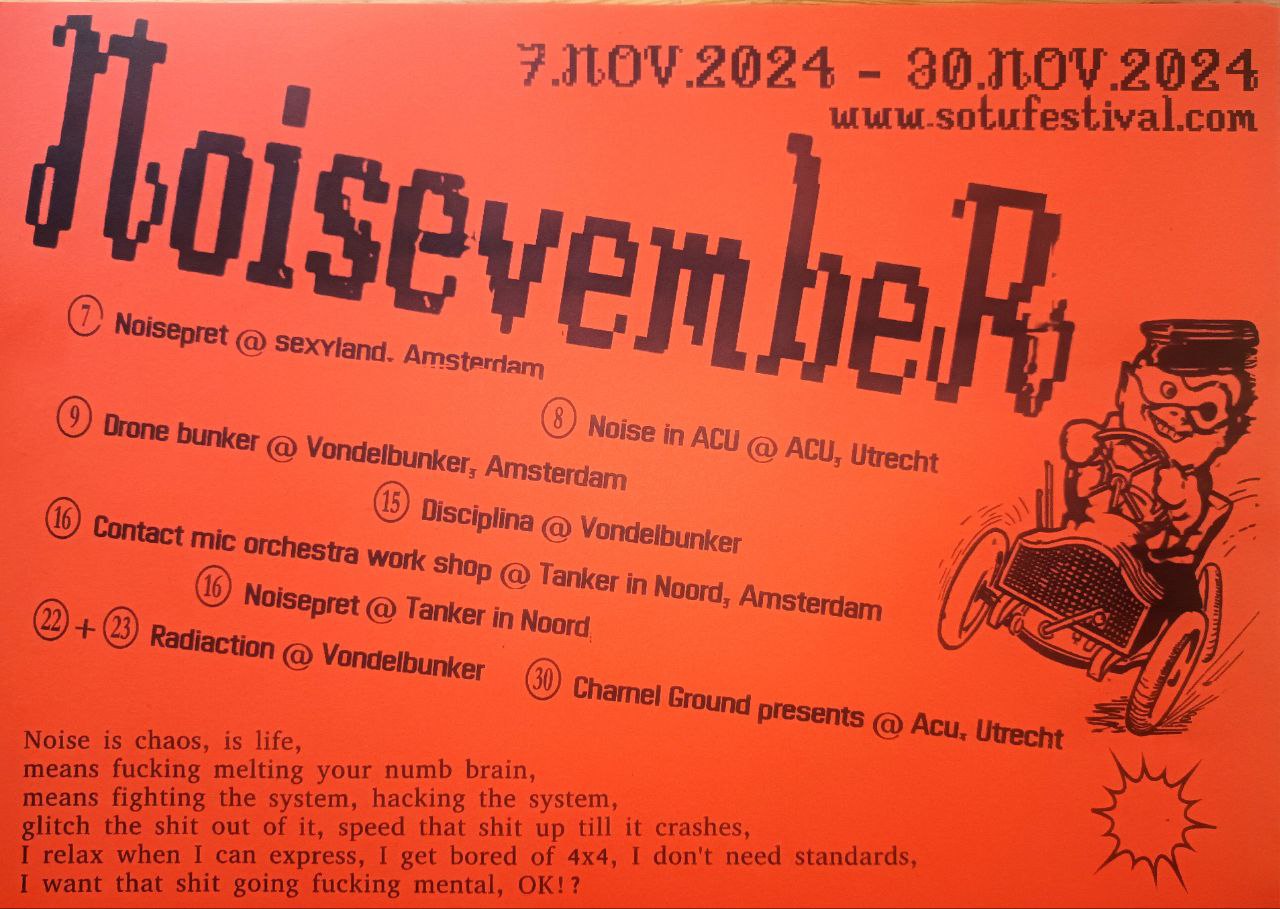 7.NOV.2024 - 30.NOV.2024
www.sotufestival.com
NoisevembeR
7 Noisepret @ sexyland. Amsterdam
8 Noise in ACU @ ACU, Utrecht
9 Drone bunker @ Vondelbunker, Amsterdam
15 Disciplina @ Vondelbunker
16 Contact mic orchestra work shop @ Tanker in Noord, Amsterdam
16 Noisepret @ Tanker in Noord
22 + 23 Radiaction @ Vondelbunker
30 Charnel Ground presents @ Acu, Utrecht
Noise is chaos, is life,
means fucking melting your numb brain,
means fighting the system, hacking the system,
glitch the shit out of it, speed that shit up till it crashes,
I relax when I can express, I get bored of 4x4, I don't need standards,
I want that shit going fucking mental, OK!?